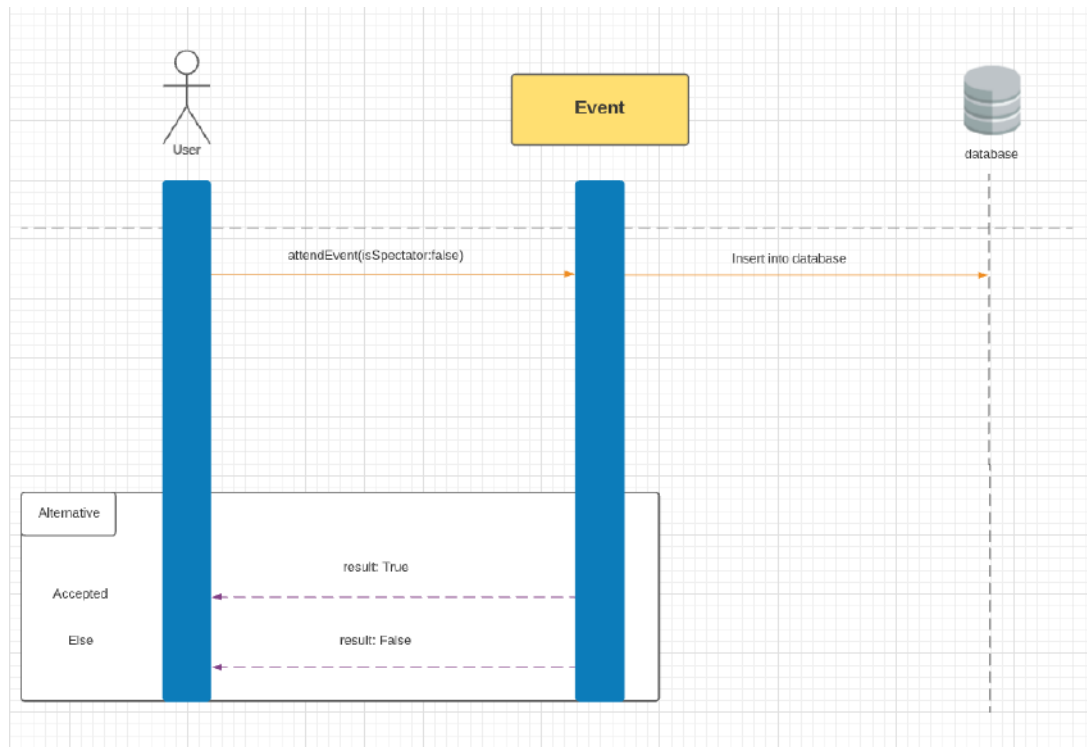 User
Event
database
attendEvent(isSpectator:false)
Insert into database
Alternative
result: True
Accepted
Else
result: False